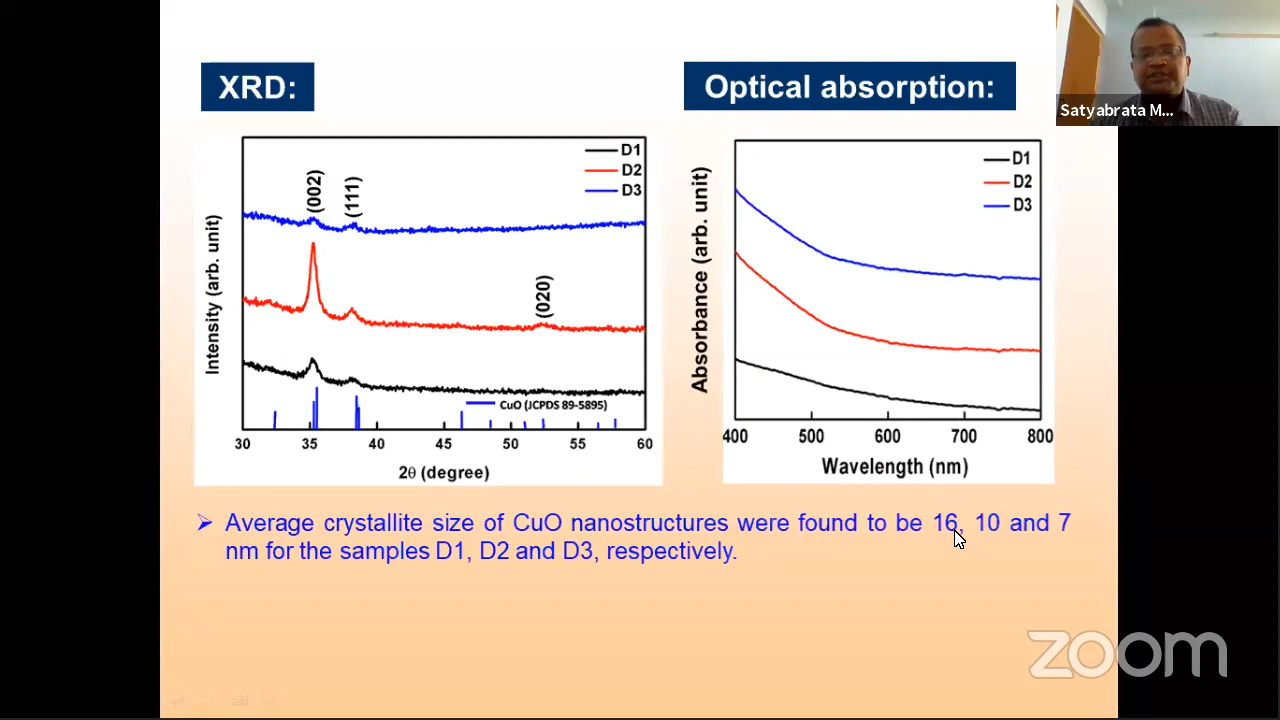 XRD:
Optical absorption:
Satyabrata M...
D1
D2
D3
(002)
(111)
(020)
Intensity (arb. unit)
CuO (JCPDS 89-5895)
30 35 40 45 50 55 60
2θ (degree)
D1
D2
D3
Absorbance (arb. unit)
400 500 600 700 800
Wavelength (nm)
➢ Average crystallite size of CuO nanostructures were found to be 16, 10 and 7
nm for the samples D1, D2 and D3, respectively.
zoom